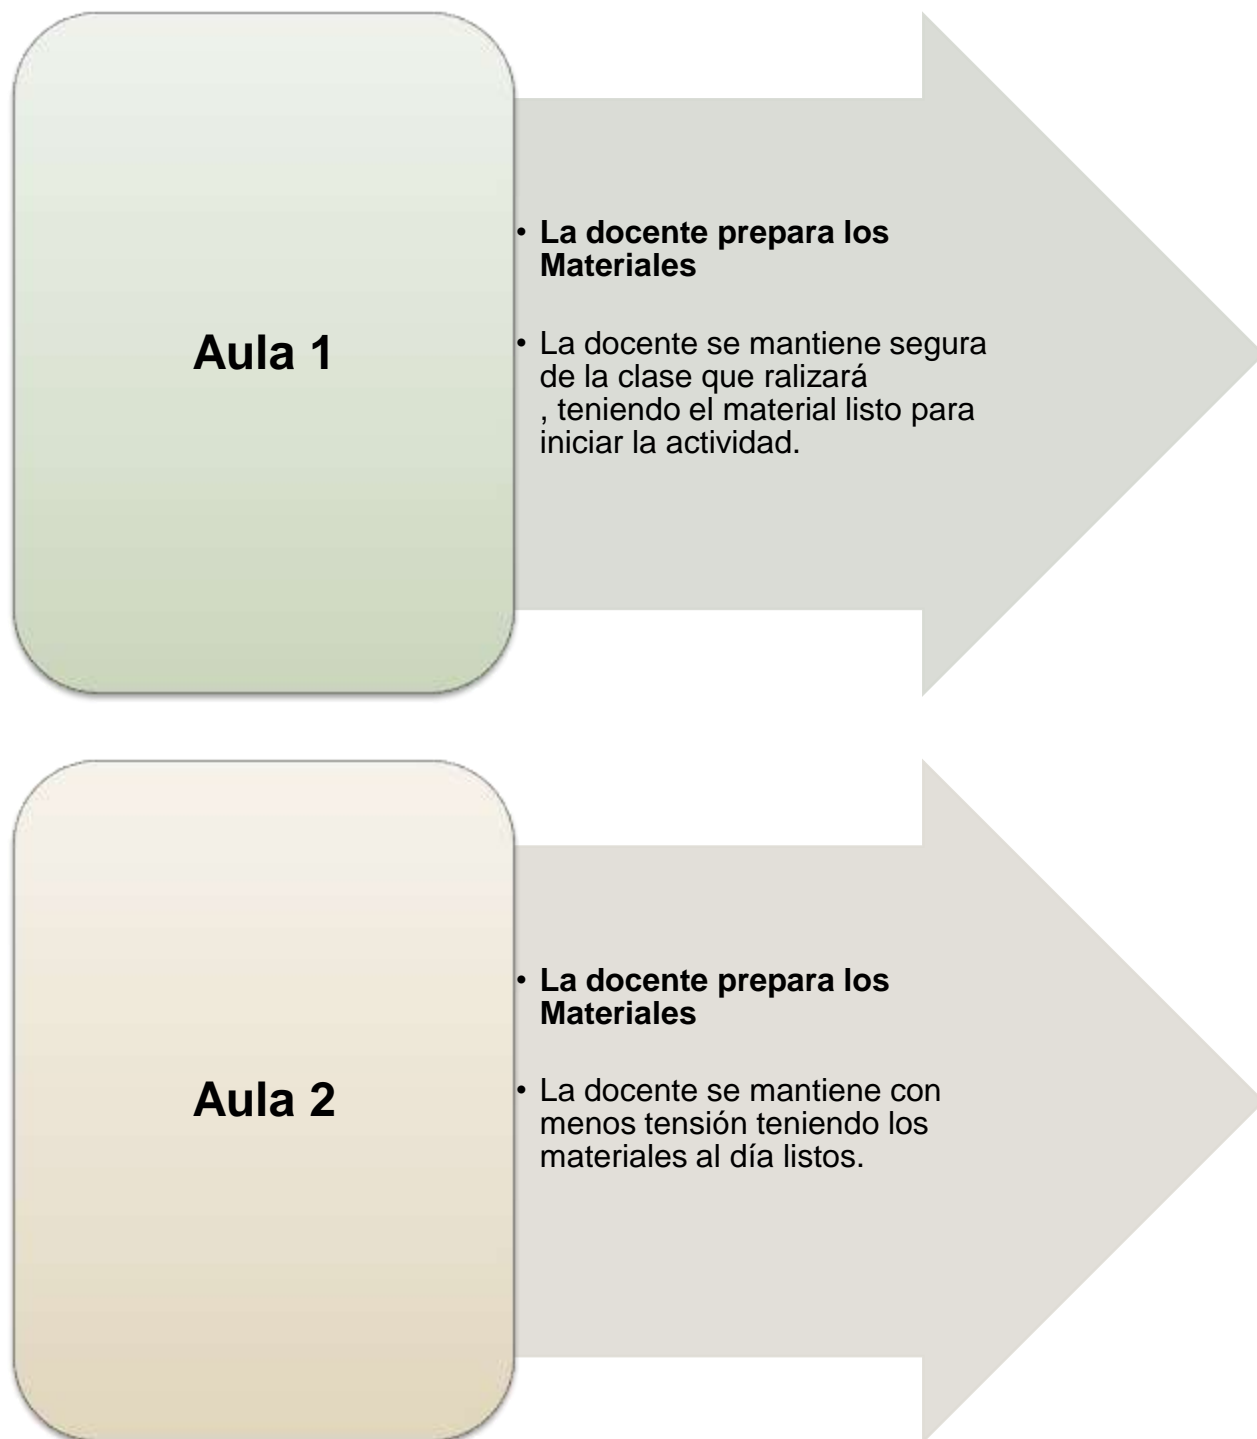 Aula 1
• La docente prepara los
Materiales
• La docente se mantiene segura
de la clase que ralizará
, teniendo el material listo para
iniciar la actividad.
Aula 2
• La docente prepara los
Materiales
• La docente se mantiene con
menos tensión teniendo los
materiales al día listos.